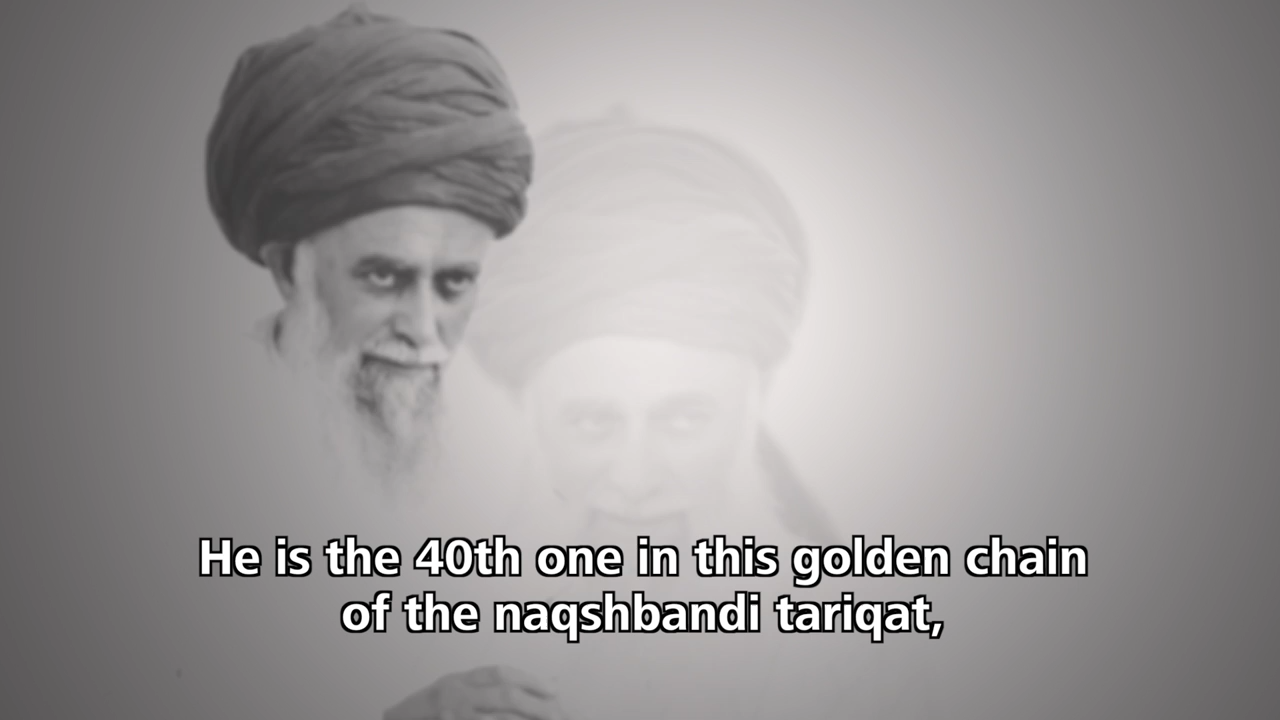 He is the 40th one in this golden chain
of the naqshbandi tariqat,